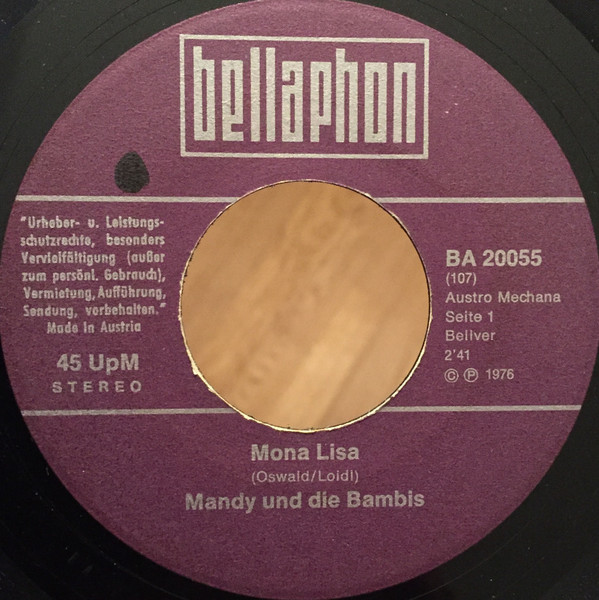 bellaphon
"Urheber- u. Leistungs-
schutzrechte, besonders
Vervielfältigung (außer
zum persönl. Gebrauch),
Vermietung, Aufführung,
Sendung, vorbehalten."
Made in Austria
45 UpM
STEREO
BA 20055
(107)
Austro Mechana
Seite 1
Bellver
2'41
© ℗ 1976
Mona Lisa
(Oswald/Loidl)
Mandy und die Bambis